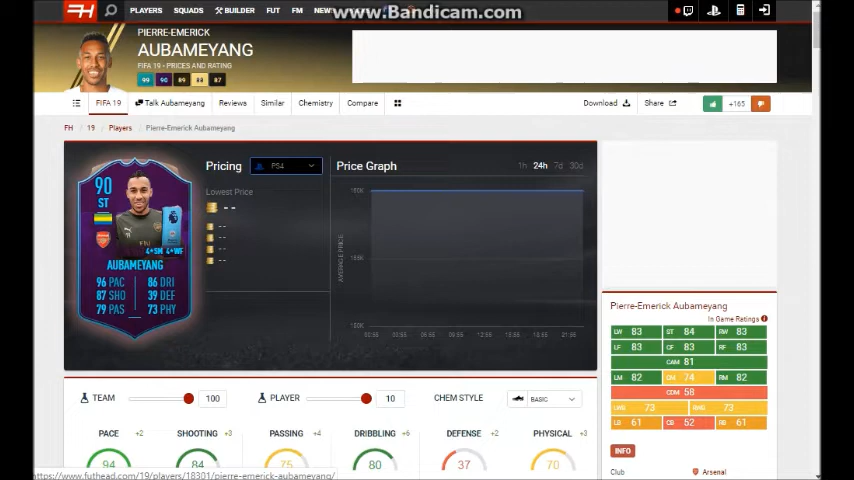 www.Bandicam.com
FH PLAYERS SQUADS BUILDER FUT FM NEWS
PIERRE-EMERICK
AUBAMEYANG
FIFA 19 - PRICES AND RATING
99 90 89 88 87
FIFA 19 Talk Aubameyang Reviews Similar Chemistry Compare Download Share +165
FH 19 Players Pierre-Emerick Aubameyang
90
ST
4★SM 4★WF
AUBAMEYANG
96 PAC 86 DRI
87 SHO 39 DEF
79 PAS 73 PHY
Pricing PS4
Lowest Price
--
--
--
--
--
Price Graph 1h 24h 7d 30d
AVERAGE PRICE
Pierre-Emerick Aubameyang
In Game Ratings
LW 83 ST 84 RW 83
LF 83 CF 83 RF 83
CAM 81
LM 82 CM 74 RM 82
CDM 58
LWB 73 RWB 73
LB 61 CB 52 RB 61
INFO
Club Arsenal
TEAM 100 PLAYER 10 CHEM STYLE BASIC
PACE +2 SHOOTING +3 PASSING +4 DRIBBLING +6 DEFENSE +2 PHYSICAL +3
94 84 75 80 37 70
https://www.futhead.com/19/players/18301/pierre-emerick-aubameyang/